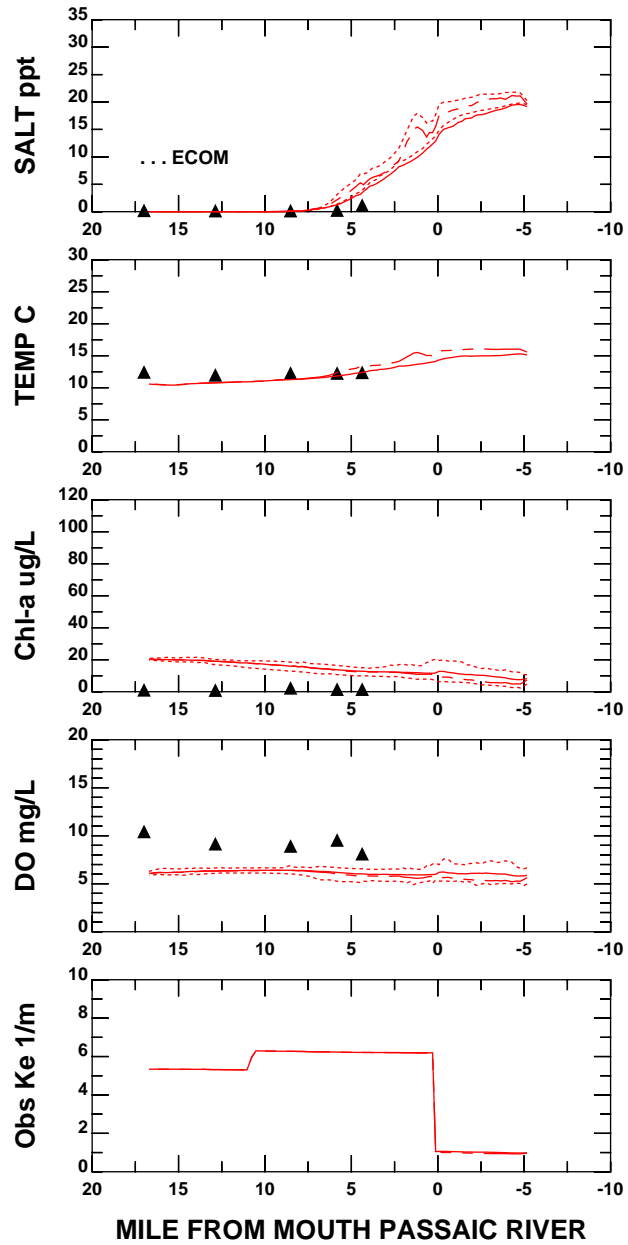 SALT ppt
35
30
25
20
15
10
5
0
. . . ECOM
20 15 10 5 0 -5 -10
TEMP C
30
25
20
15
10
5
0
20 15 10 5 0 -5 -10
Chl-a ug/L
120
100
80
60
40
20
0
20 15 10 5 0 -5 -10
DO mg/L
20
15
10
5
0
20 15 10 5 0 -5 -10
Obs Ke 1/m
10
8
6
4
2
0
20 15 10 5 0 -5 -10
MILE FROM MOUTH PASSAIC RIVER